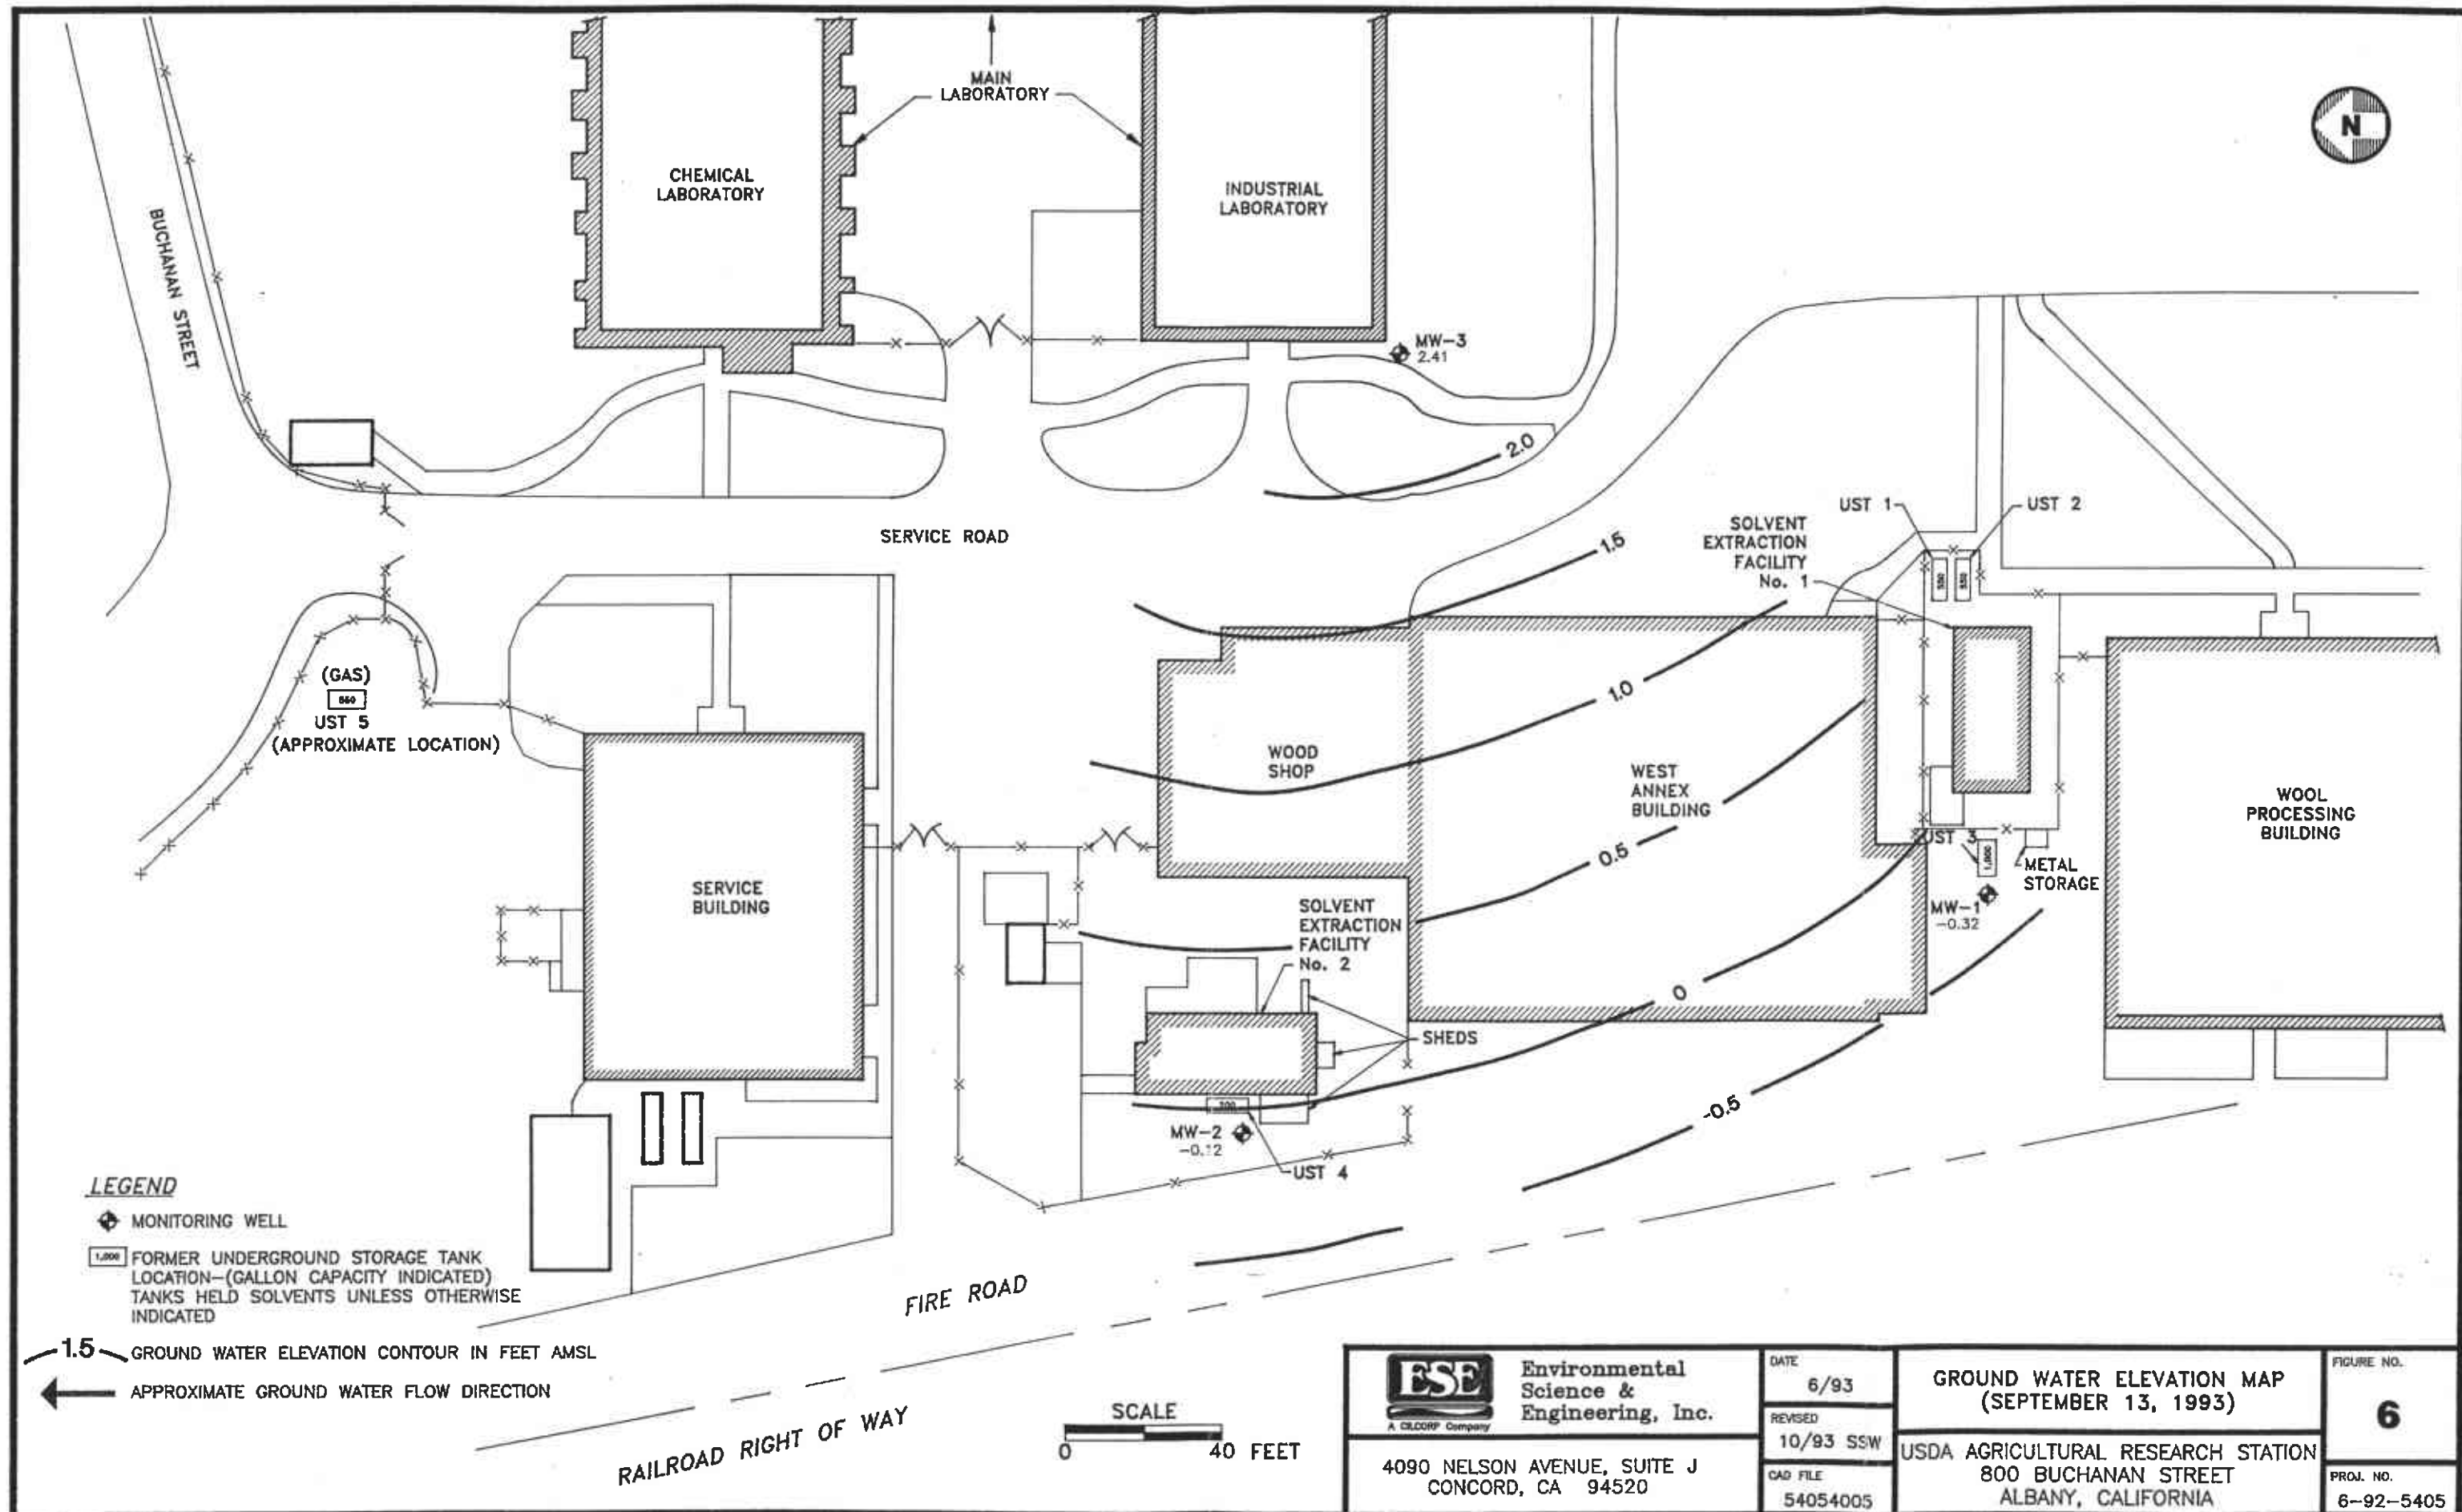 MAIN
LABORATORY
N
CHEMICAL
LABORATORY
INDUSTRIAL
LABORATORY
BUCHANAN STREET
MW-3
2.41
2.0
SERVICE ROAD
1.5
SOLVENT
EXTRACTION
FACILITY
No. 1
UST 1
UST 2
550
550
(GAS)
UST 5
(APPROXIMATE LOCATION)
1.0
WOOD
SHOP
WEST
ANNEX
BUILDING
WOOL
PROCESSING
BUILDING
0.5
UST 3
1,000
METAL
STORAGE
MW-1
-0.32
SERVICE
BUILDING
SOLVENT
EXTRACTION
FACILITY
No. 2
0
SHEDS
-0.5
MW-2
-0.12
UST 4
LEGEND
MONITORING WELL
1,000
FORMER UNDERGROUND STORAGE TANK
LOCATION-(GALLON CAPACITY INDICATED)
TANKS HELD SOLVENTS UNLESS OTHERWISE
INDICATED
1.5
GROUND WATER ELEVATION CONTOUR IN FEET AMSL
APPROXIMATE GROUND WATER FLOW DIRECTION
FIRE ROAD
RAILROAD RIGHT OF WAY
SCALE
0 40 FEET
ESE
A CILCORP Company
Environmental
Science &
Engineering, Inc.
4090 NELSON AVENUE, SUITE J
CONCORD, CA 94520
DATE
6/93
REVISED
10/93 SSW
CAD FILE
54054005
GROUND WATER ELEVATION MAP
(SEPTEMBER 13, 1993)
USDA AGRICULTURAL RESEARCH STATION
800 BUCHANAN STREET
ALBANY, CALIFORNIA
FIGURE NO.
6
PROJ. NO.
6-92-5405